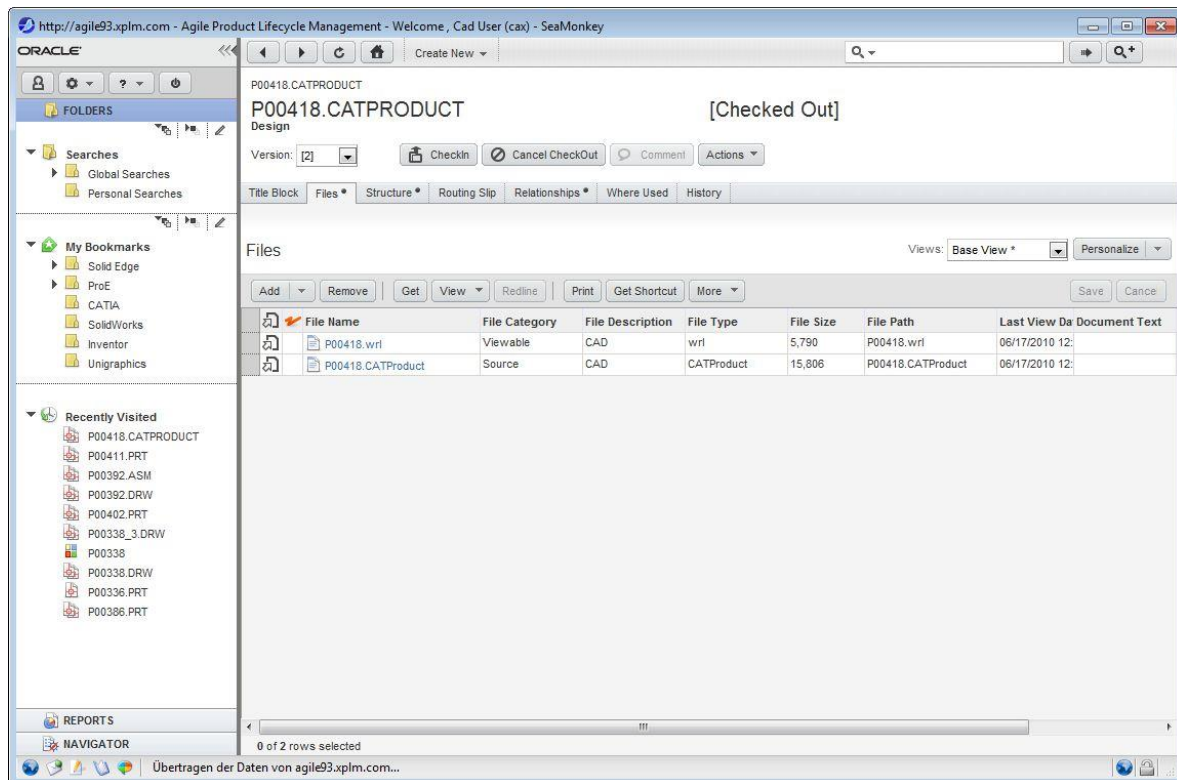 http://agile93.xplm.com - Agile Product Lifecycle Management - Welcome , Cad User (cax) - SeaMonkey
ORACLE
Create New
FOLDERS
Searches
Global Searches
Personal Searches
My Bookmarks
Solid Edge
ProE
CATIA
SolidWorks
Inventor
Unigraphics
Recently Visited
P00418.CATPRODUCT
P00411.PRT
P00392.ASM
P00392.DRW
P00402.PRT
P00338_3.DRW
P00338
P00338.DRW
P00336.PRT
P00386.PRT
REPORTS
NAVIGATOR
P00418.CATPRODUCT
P00418.CATPRODUCT [Checked Out]
Design
Version: [2] CheckIn Cancel CheckOut Comment Actions
Title Block Files Structure Routing Slip Relationships Where Used History
Files Views: Base View * Personalize
Add Remove Get View Redline Print Get Shortcut More Save Cance
File Name File Category File Description File Type File Size File Path Last View Da Document Text
P00418.wrl Viewable CAD wrl 5,790 P00418.wrl 06/17/2010 12:
P00418.CATProduct Source CAD CATProduct 15,806 P00418.CATProduct 06/17/2010 12:
0 of 2 rows selected
Übertragen der Daten von agile93.xplm.com...